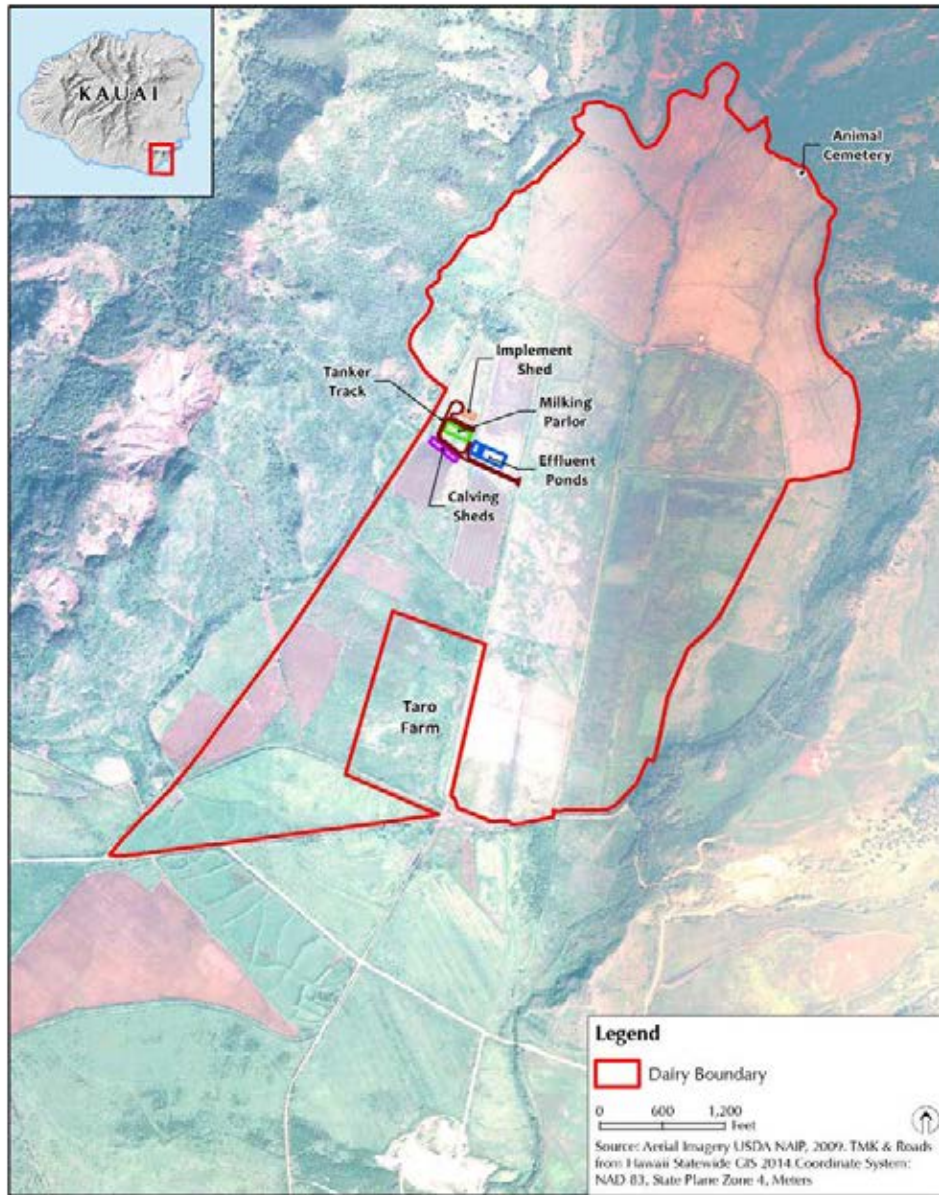 KAUAI
Animal
Cemetery
Implement
Shed
Tanker
Track
Milking
Parlor
Effluent
Ponds
Calving
Sheds
Taro
Farm
Legend
Dairy Boundary
0 600 1,200
Feet
Source: Aerial Imagery USDA NAIP, 2009. TMK & Roads
from Hawaii Statewide GIS 2014 Coordinate System:
NAD 83, State Plane Zone 4, Meters